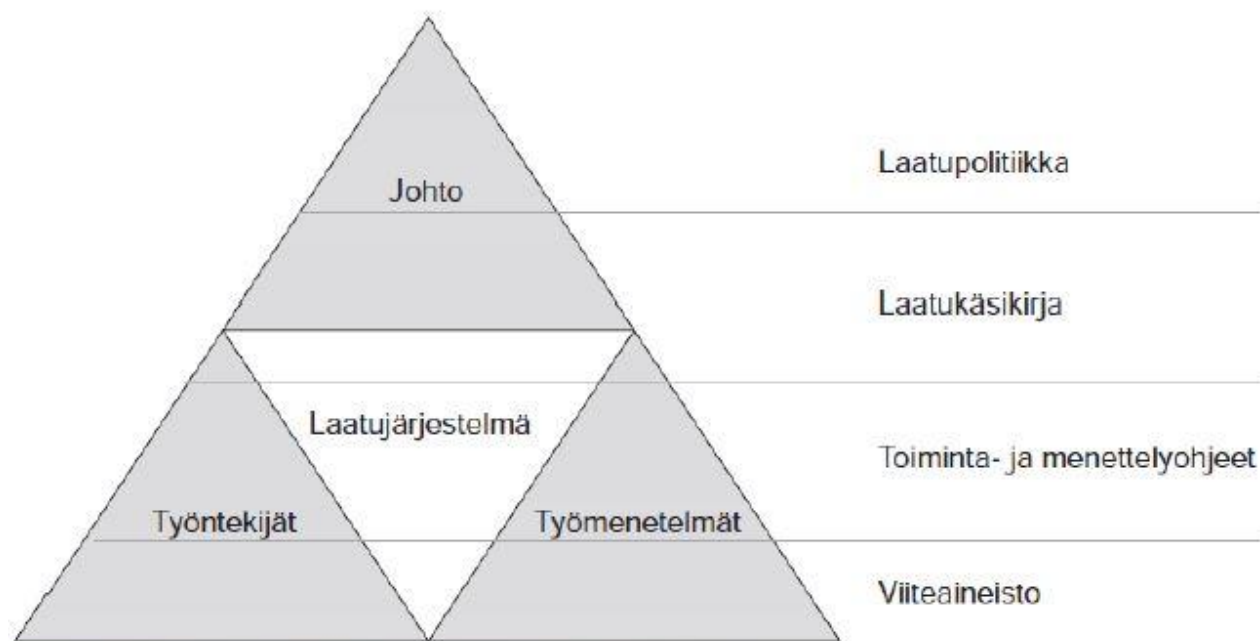 Laatupolitiikka
Johto
Laatukäsikirja
Laatujärjestelmä
Toiminta- ja menettelyohjeet
Työntekijät
Työmenetelmät
Viiteaineisto